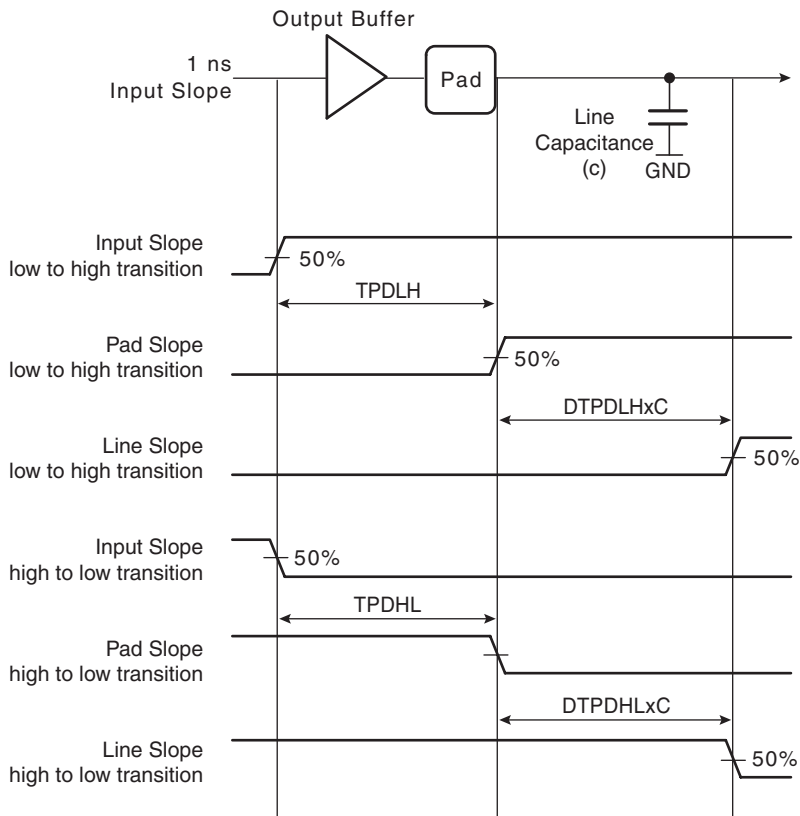 Output Buffer
1 ns
Input Slope
Pad
Line
Capacitance
(c)
GND
Input Slope
low to high transition
50%
TPDLH
Pad Slope
low to high transition
50%
DTPDLHxC
Line Slope
low to high transition
50%
Input Slope
high to low transition
50%
TPDHL
Pad Slope
high to low transition
DTPDHLxC
Line Slope
high to low transition
50%